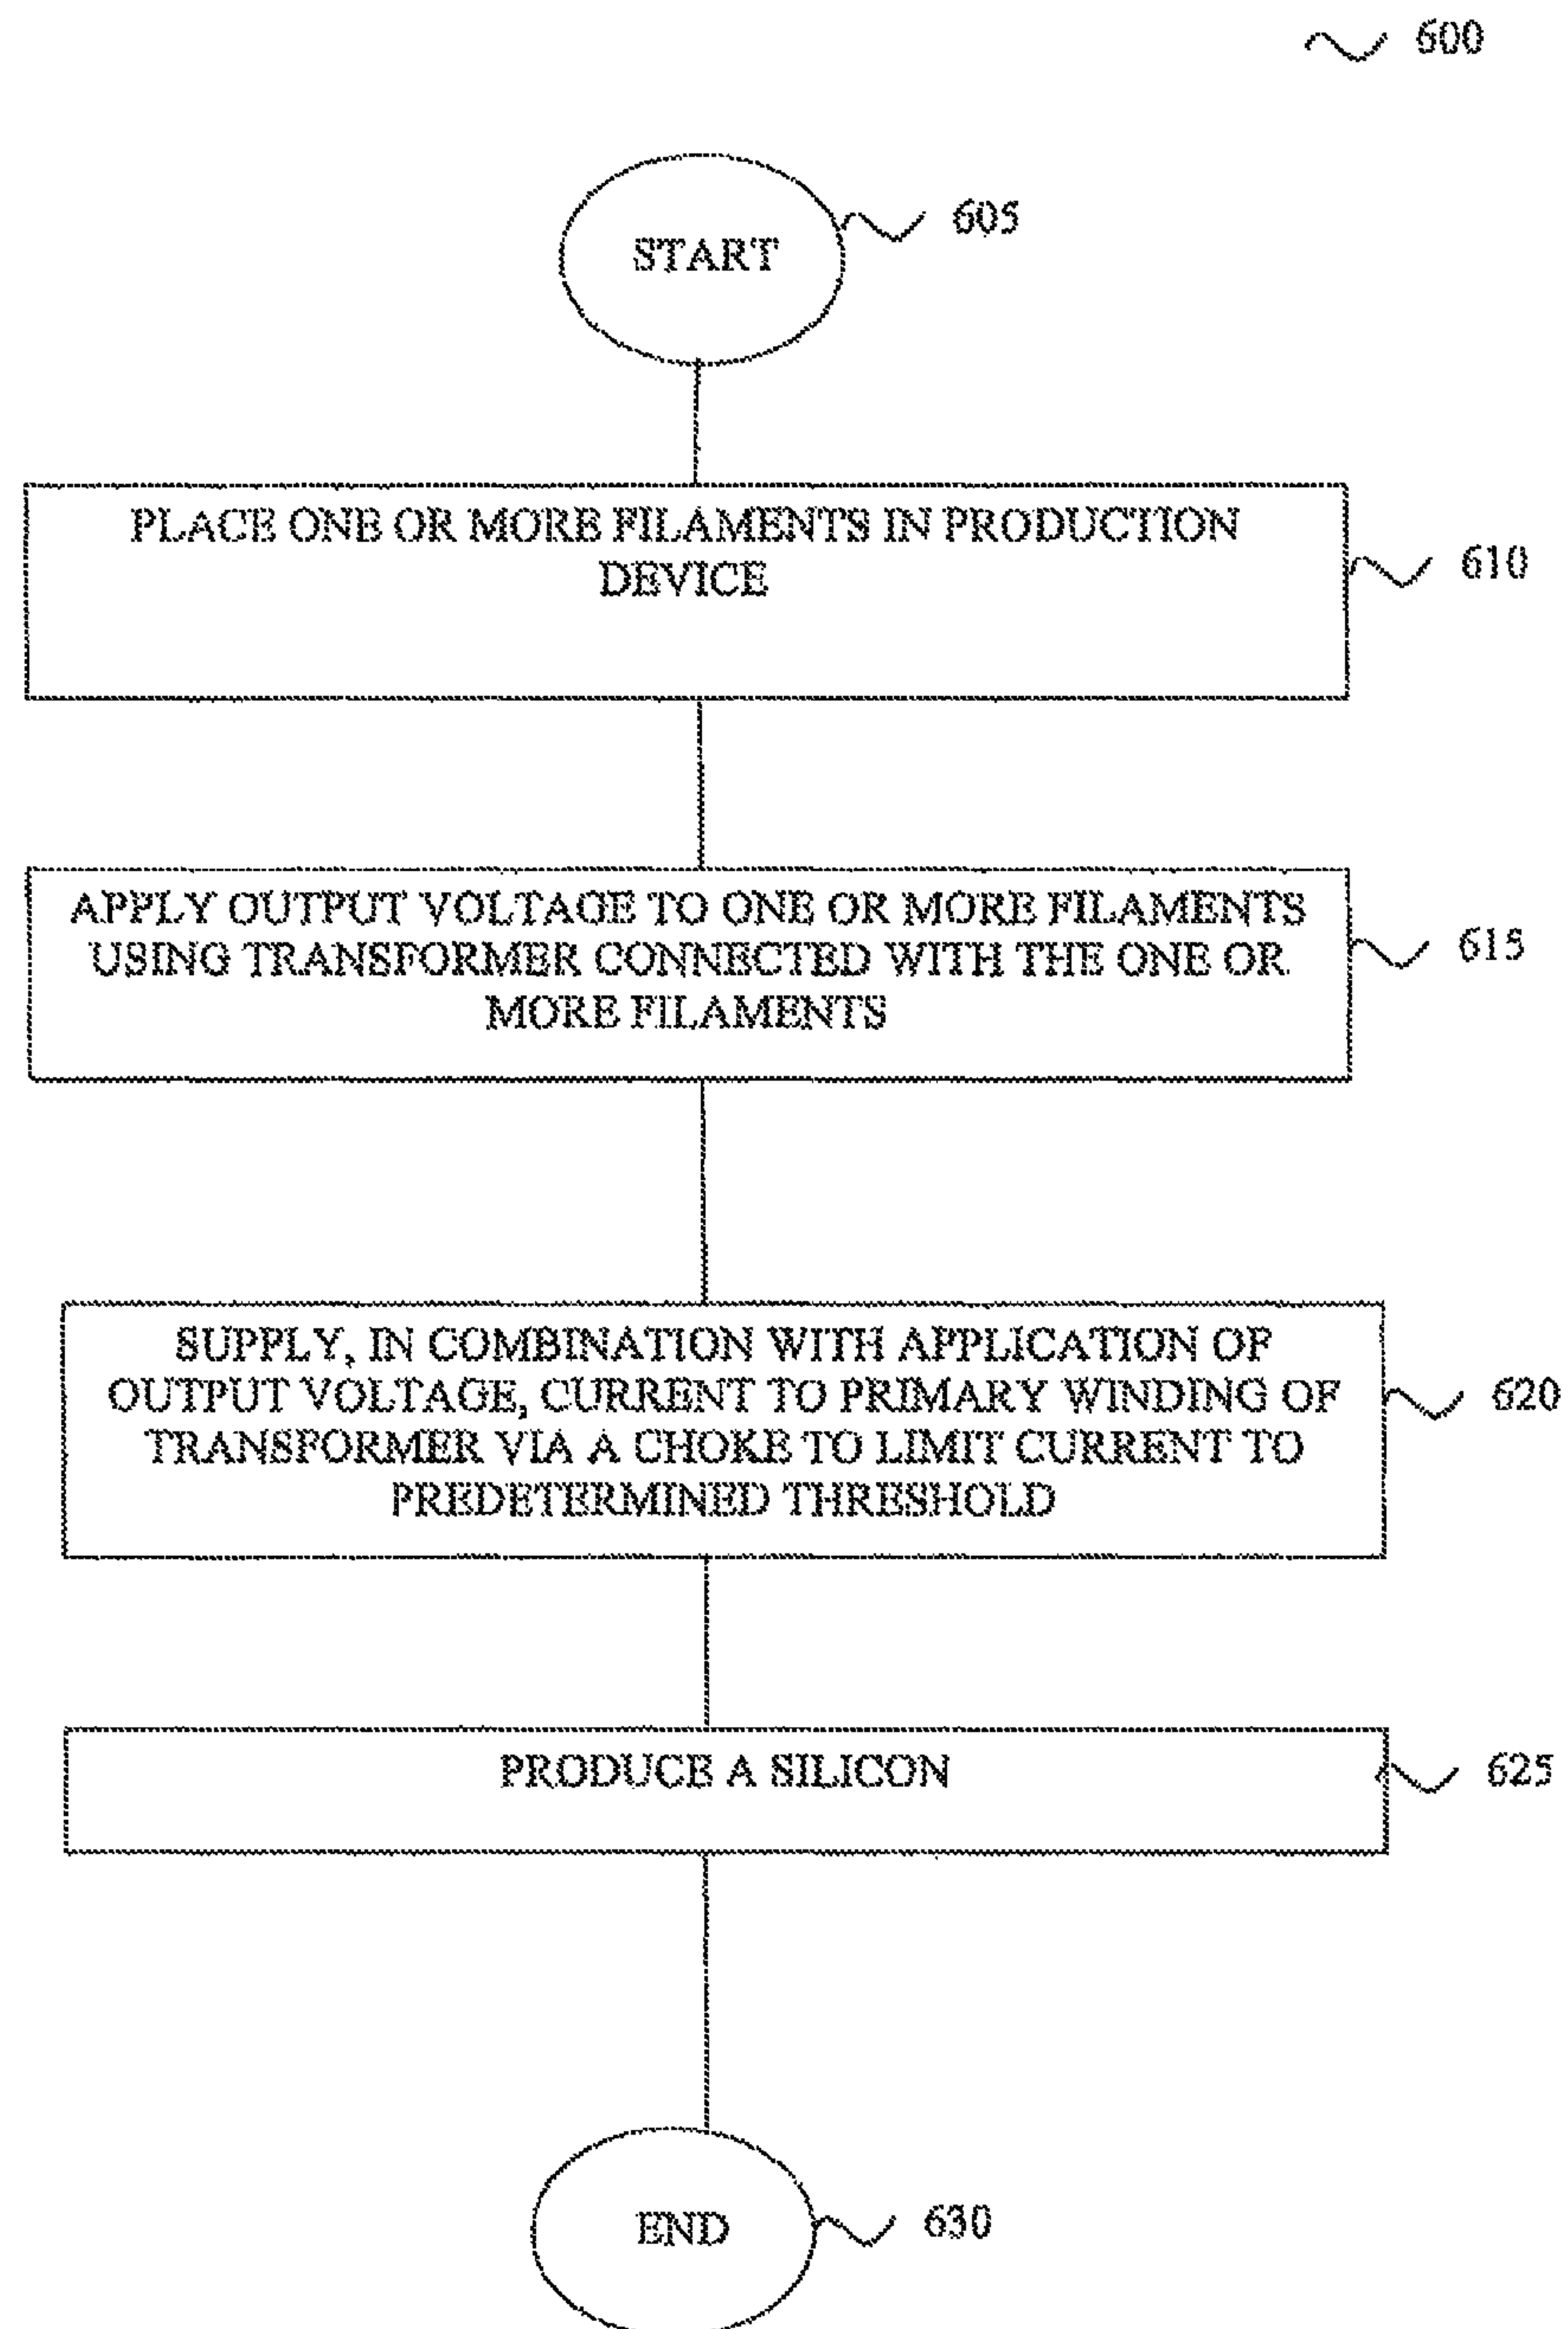 600
START
605
PLACE ONE OR MORE FILAMENTS IN PRODUCTION
DEVICE
610
APPLY OUTPUT VOLTAGE TO ONE OR MORE FILAMENTS
USING TRANSFORMER CONNECTED WITH THE ONE OR
MORE FILAMENTS
615
SUPPLY, IN COMBINATION WITH APPLICATION OF
OUTPUT VOLTAGE, CURRENT TO PRIMARY WINDING OF
TRANSFORMER VIA A CHOKE TO LIMIT CURRENT TO
PREDETERMINED THRESHOLD
620
PRODUCE A SILICON
625
END
630